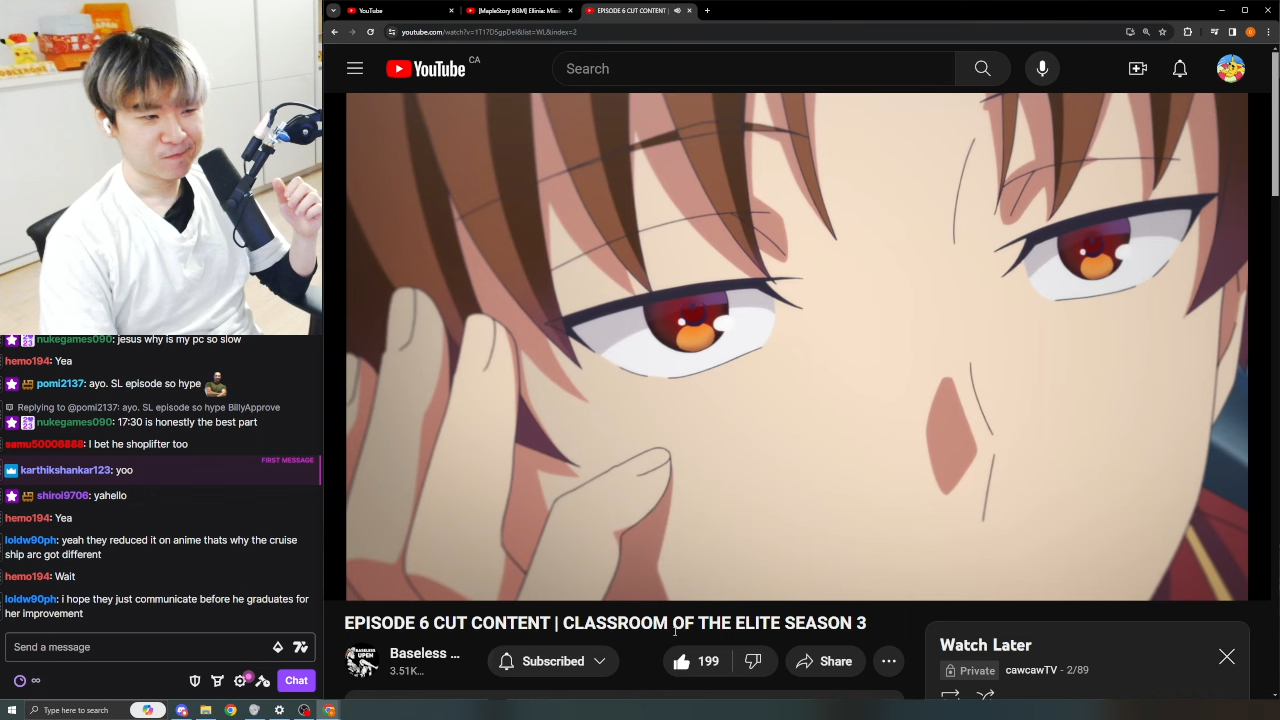 YouTube
[MapleStory BGM] Ellinia: Missi
EPISODE 6 CUT CONTENT |
youtube.com/watch?v=1T17D5gpDeI&list=WL&index=2
YouTube CA
Search
nukegames090: jesus why is my pc so slow
hemo194: Yea
pomi2137: ayo. SL episode so hype
Replying to @pomi2137: ayo. SL episode so hype BillyApprove
nukegames090: 17:30 is honestly the best part
samu50006888: I bet he shoplifter too
FIRST MESSAGE
karthikshankar123: yoo
shiroi9706: yahello
hemo194: Yea
loldw90ph: yeah they reduced it on anime thats why the cruise
ship arc got different
hemo194: Wait
loldw90ph: i hope they just communicate before he graduates for
her improvement
Send a message
Chat
EPISODE 6 CUT CONTENT | CLASSROOM OF THE ELITE SEASON 3
BASELESS
UPEN
Baseless ...
3.51K...
Subscribed
199
Share
Watch Later
Private
cawcawTV - 2/89
Type here to search